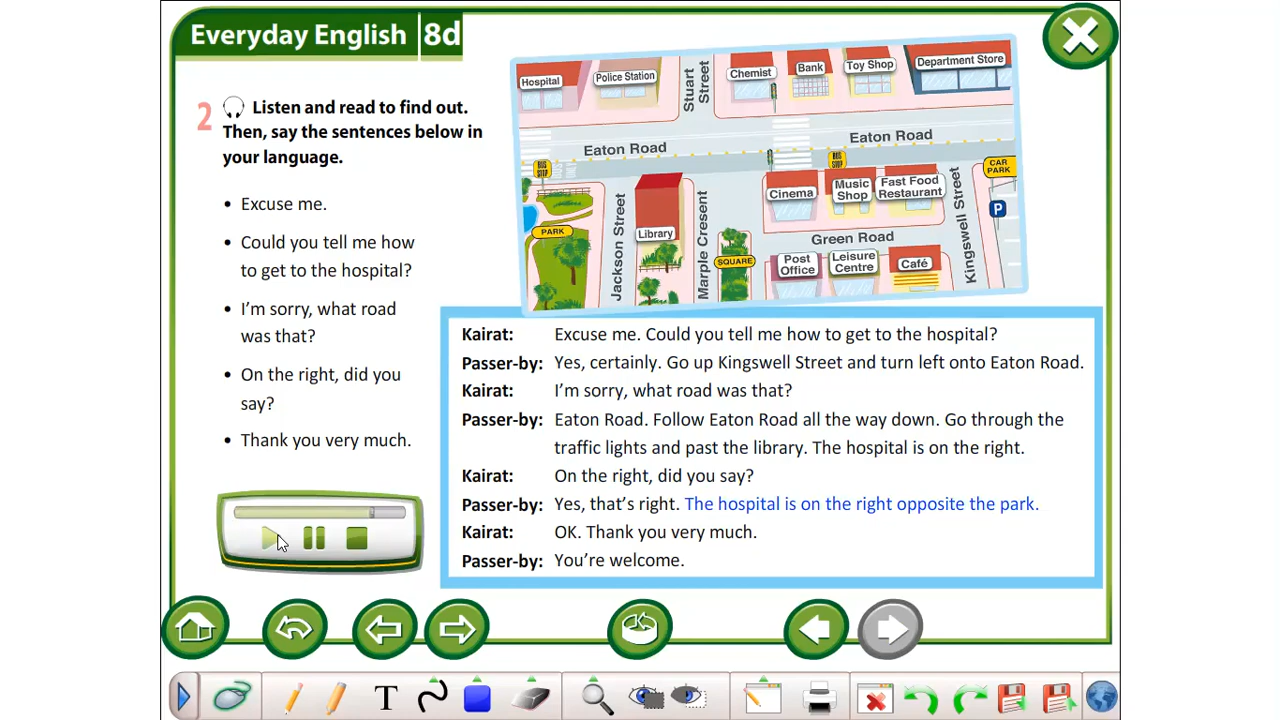 Everyday English 8d
2 Listen and read to find out.
Then, say the sentences below in
your language.
• Excuse me.
• Could you tell me how
to get to the hospital?
• I'm sorry, what road
was that?
• On the right, did you
say?
• Thank you very much.
Hospital
Police Station
Stuart
Street
Chemist
Bank
Toy Shop
Department Store
Eaton Road
Eaton Road
BUS
STOP
BUS
STOP
CAR
PARK
P
PARK
Jackson Street
Library
Marple Cresent
SQUARE
Cinema
Music
Shop
Fast Food
Restaurant
Kingswell Street
Green Road
Post
Office
Leisure
Centre
Café
Kairat: Excuse me. Could you tell me how to get to the hospital?
Passer-by: Yes, certainly. Go up Kingswell Street and turn left onto Eaton Road.
Kairat: I'm sorry, what road was that?
Passer-by: Eaton Road. Follow Eaton Road all the way down. Go through the
traffic lights and past the library. The hospital is on the right.
Kairat: On the right, did you say?
Passer-by: Yes, that's right. The hospital is on the right opposite the park.
Kairat: OK. Thank you very much.
Passer-by: You're welcome.
T